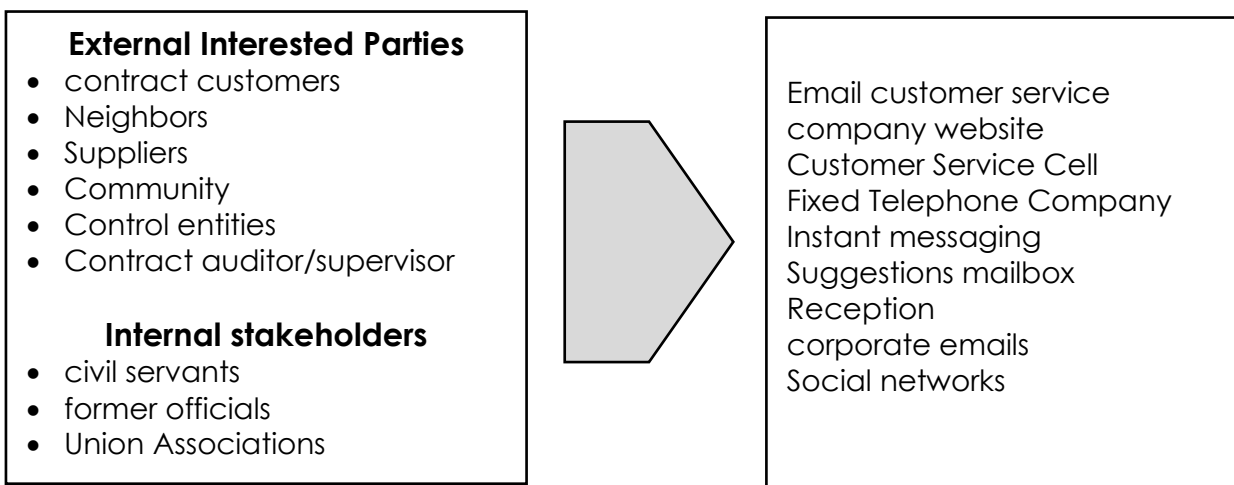 External Interested Parties
• contract customers
• Neighbors
• Suppliers
• Community
• Control entities
• Contract auditor/supervisor
Internal stakeholders
• civil servants
• former officials
• Union Associations
Email customer service
company website
Customer Service Cell
Fixed Telephone Company
Instant messaging
Suggestions mailbox
Reception
corporate emails
Social networks